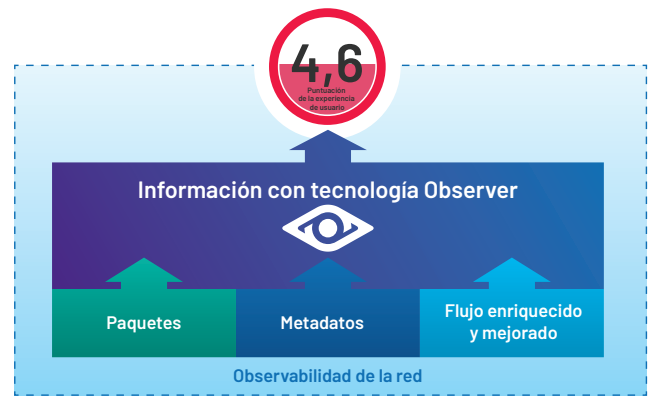 4,6
Puntuación
de la experiencia
de usuario
Información con tecnología Observer
Paquetes
Metadatos
Flujo enriquecido
y mejorado
Observabilidad de la red